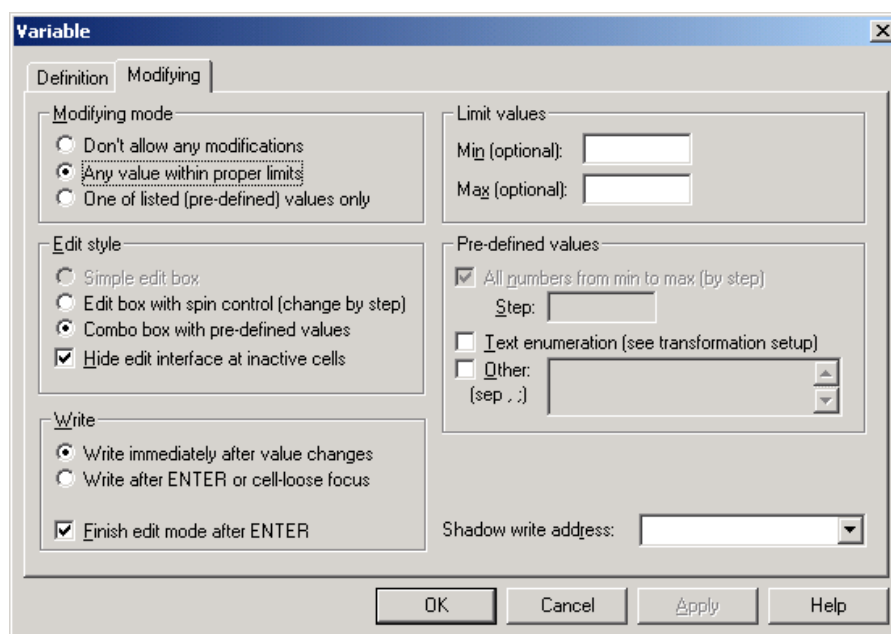 Variable
Definition
Modifying
Modifying mode
Don't allow any modifications
Any value within proper limits
One of listed (pre-defined) values only
Limit values
Min (optional):
Max (optional):
Edit style
Simple edit box
Edit box with spin control (change by step)
Combo box with pre-defined values
Hide edit interface at inactive cells
Pre-defined values
All numbers from min to max (by step)
Step:
Text enumeration (see transformation setup)
Other:
(sep , ;)
Write
Write immediately after value changes
Write after ENTER or cell-loose focus
Finish edit mode after ENTER
Shadow write address:
OK
Cancel
Apply
Help